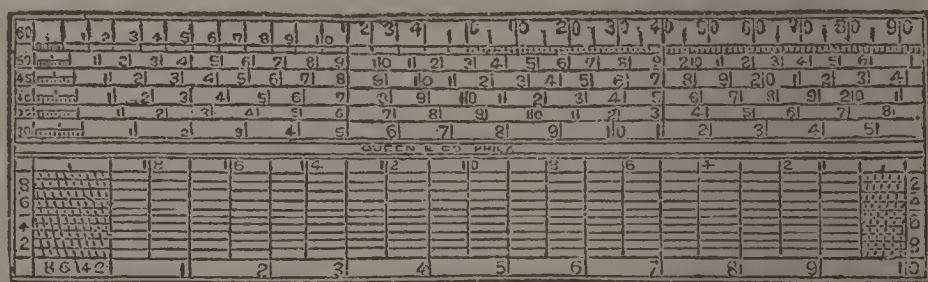 60 1 2 3 4 5 6 7 8 9 10 1 2 3 4 1 10 20 30 40 50 60 70 80 90
50 1 2 3 4 5 6 7 8 9 10 1 2 3 4 5 6 7 8 9 20 1 2 3 4 5 6
45 1 2 3 4 5 6 7 8 9 10 1 2 3 4 5 6 7 8 9 20 1 2 3 4
40 1 2 3 4 5 6 7 8 9 10 1 2 3 4 5 6 7 8 9 20 1
35 1 2 3 4 5 6 7 8 9 10 1 2 3 4 5 6 7 8
30 1 2 3 4 5 6 7 8 9 10 1 2 3 4 5
QUEEN & CO PHILA
18 16 14 12 10 8 6 4 2
8 2
6 4
4 6
2 8
8 6 4 2 1 2 3 4 5 6 7 8 9 10